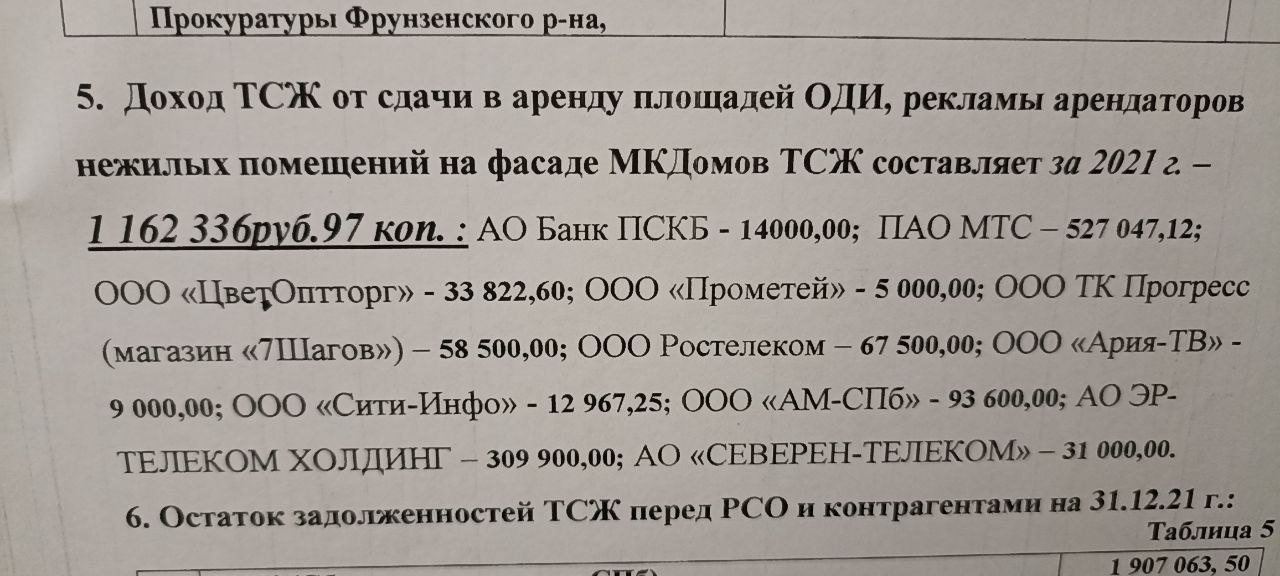 Прокуратуры Фрунзенского р-на,
5. Доход ТСЖ от сдачи в аренду площадей ОДИ, рекламы арендаторов
нежилых помещений на фасаде МКДомов ТСЖ составляет за 2021 г. –
1 162 336руб.97 коп. : АО Банк ПСКБ - 14000,00; ПАО МТС – 527 047,12;
ООО «ЦветОптторг» - 33 822,60; ООО «Прометей» - 5 000,00; ООО ТК Прогресс
(магазин «7Шагов») – 58 500,00; ООО Ростелеком – 67 500,00; ООО «Ария-ТВ» -
9 000,00; ООО «Сити-Инфо» - 12 967,25; ООО «АМ-СПб» - 93 600,00; АО ЭР-
ТЕЛЕКОМ ХОЛДИНГ – 309 900,00; АО «СЕВЕРЕН-ТЕЛЕКОМ» – 31 000,00.
6. Остаток задолженностей ТСЖ перед РСО и контрагентами на 31.12.21 г.:
Таблица 5
1 907 063, 50